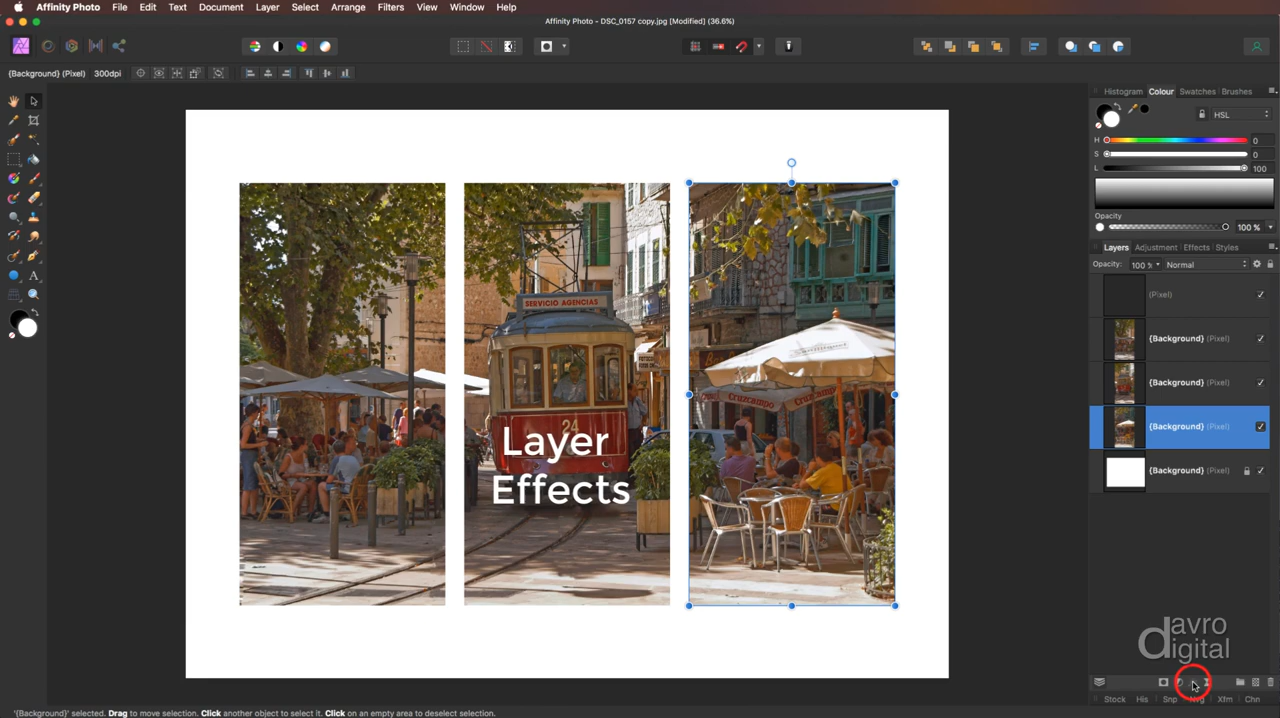 Affinity Photo File Edit Text Document Layer Select Arrange Filters View Window Help
Affinity Photo - DSC_0157 copy.jpg [Modified] (36.6%)
{Background} (Pixel) 300dpi
Histogram Colour Swatches Brushes
HSL
H 0
S 0
L 100
Opacity
100 %
Layers Adjustment Effects Styles
Opacity: 100 % Normal
(Pixel)
{Background} (Pixel)
{Background} (Pixel)
{Background} (Pixel)
{Background} (Pixel)
SERVICIO AGENCIAS
24
Layer
Effects
Cruzcampo Cruzcampo
davro
digital
Stock His Snp Nvg Xfm Chn
'{Background}' selected. Drag to move selection. Click another object to select it. Click on an empty area to deselect selection.